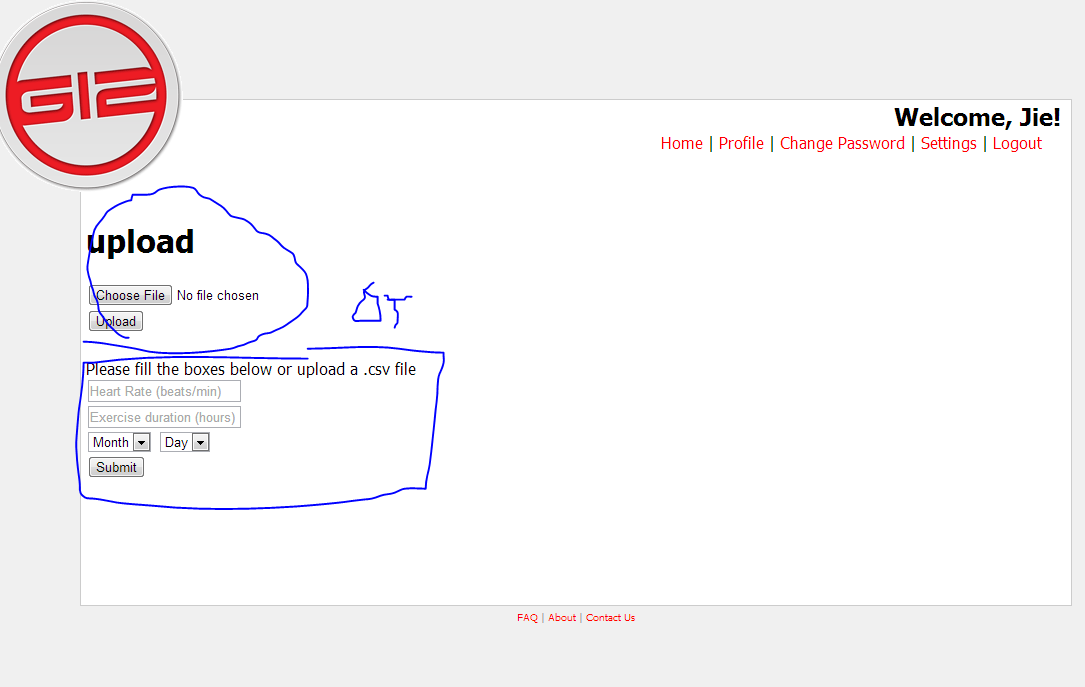 G12
Welcome, Jie!
Home | Profile | Change Password | Settings | Logout
upload
Choose File No file chosen
Upload
ΔT
Please fill the boxes below or upload a .csv file
Heart Rate (beats/min)
Exercise duration (hours)
Month Day
Submit
FAQ | About | Contact Us